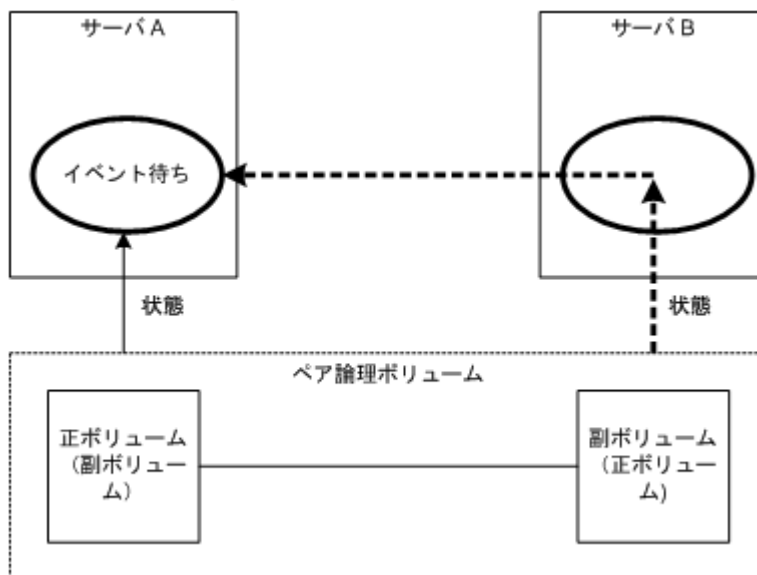 サーバA
サーバB
イベント待ち
状態
状態
ペア論理ボリューム
正ボリューム
（副ボリュー
ム）
副ボリューム
（正ボリュー
ム)